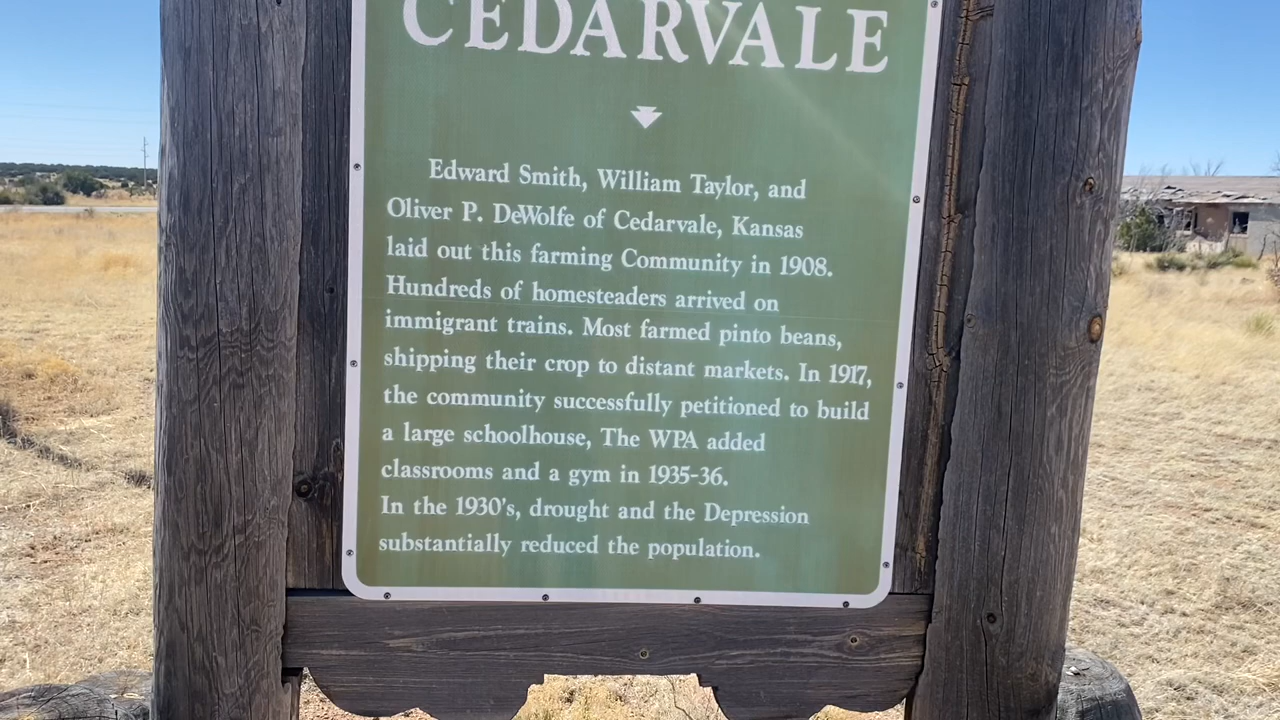 CEDARVALE
Edward Smith, William Taylor, and
Oliver P. DeWolfe of Cedarvale, Kansas
laid out this farming Community in 1908.
Hundreds of homesteaders arrived on
immigrant trains. Most farmed pinto beans,
shipping their crop to distant markets. In 1917,
the community successfully petitioned to build
a large schoolhouse, The WPA added
classrooms and a gym in 1935-36.
In the 1930's, drought and the Depression
substantially reduced the population.